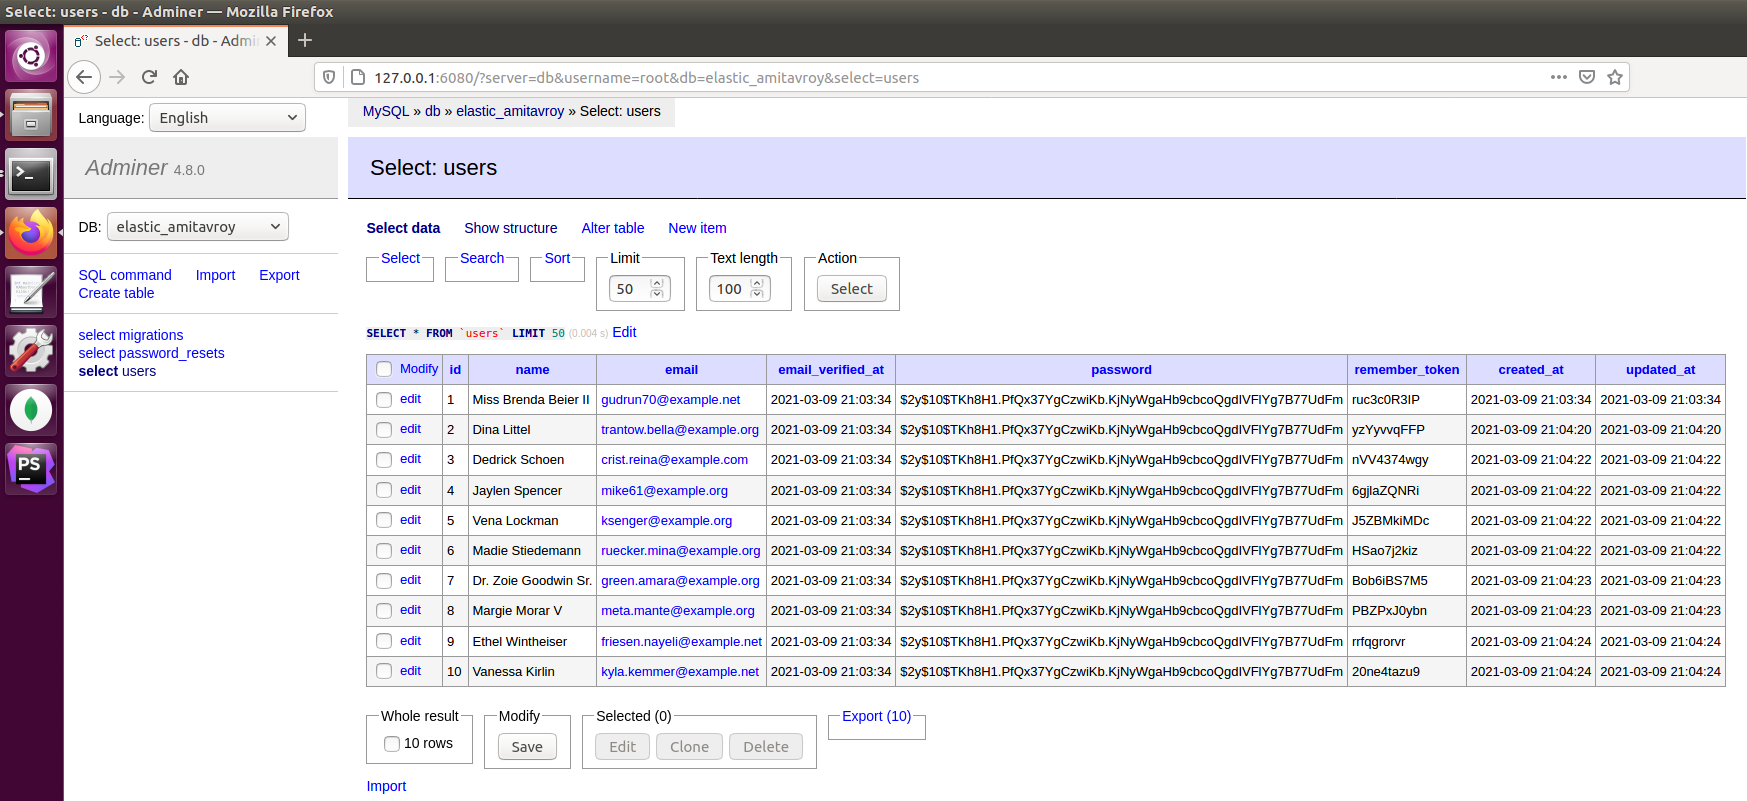 Select: users - db - Adminer — Mozilla Firefox
Select: users - db - Admi
127.0.0.1:6080/?server=db&username=root&db=elastic_amitavroy&select=users
Language: English
MySQL » db » elastic_amitavroy » Select: users
Adminer 4.8.0
Select: users
DB: elastic_amitavroy
Select data Show structure Alter table New item
SQL command Import Export
Create table
Select Search Sort Limit Text length Action
50 100 Select
select migrations
select password_resets
select users
SELECT * FROM `users` LIMIT 50 (0.004 s) Edit
Modify id name email email_verified_at password remember_token created_at updated_at
edit 1 Miss Brenda Beier II gudrun70@example.net 2021-03-09 21:03:34 $2y$10$TKh8H1.PfQx37YgCzwiKb.KjNyWgaHb9cbcoQgdIVFlYg7B77UdFm ruc3c0R3IP 2021-03-09 21:03:34 2021-03-09 21:03:34
edit 2 Dina Littel trantow.bella@example.org 2021-03-09 21:03:34 $2y$10$TKh8H1.PfQx37YgCzwiKb.KjNyWgaHb9cbcoQgdIVFlYg7B77UdFm yzYyvvqFFP 2021-03-09 21:04:20 2021-03-09 21:04:20
edit 3 Dedrick Schoen crist.reina@example.com 2021-03-09 21:03:34 $2y$10$TKh8H1.PfQx37YgCzwiKb.KjNyWgaHb9cbcoQgdIVFlYg7B77UdFm nVV4374wgy 2021-03-09 21:04:22 2021-03-09 21:04:22
edit 4 Jaylen Spencer mike61@example.org 2021-03-09 21:03:34 $2y$10$TKh8H1.PfQx37YgCzwiKb.KjNyWgaHb9cbcoQgdIVFlYg7B77UdFm 6gjlaZQNRi 2021-03-09 21:04:22 2021-03-09 21:04:22
edit 5 Vena Lockman ksenger@example.org 2021-03-09 21:03:34 $2y$10$TKh8H1.PfQx37YgCzwiKb.KjNyWgaHb9cbcoQgdIVFlYg7B77UdFm J5ZBMkiMDc 2021-03-09 21:04:22 2021-03-09 21:04:22
edit 6 Madie Stiedemann ruecker.mina@example.org 2021-03-09 21:03:34 $2y$10$TKh8H1.PfQx37YgCzwiKb.KjNyWgaHb9cbcoQgdIVFlYg7B77UdFm HSao7j2kiz 2021-03-09 21:04:22 2021-03-09 21:04:22
edit 7 Dr. Zoie Goodwin Sr. green.amara@example.org 2021-03-09 21:03:34 $2y$10$TKh8H1.PfQx37YgCzwiKb.KjNyWgaHb9cbcoQgdIVFlYg7B77UdFm Bob6iBS7M5 2021-03-09 21:04:23 2021-03-09 21:04:23
edit 8 Margie Morar V meta.mante@example.org 2021-03-09 21:03:34 $2y$10$TKh8H1.PfQx37YgCzwiKb.KjNyWgaHb9cbcoQgdIVFlYg7B77UdFm PBZPxJ0ybn 2021-03-09 21:04:23 2021-03-09 21:04:23
edit 9 Ethel Wintheiser friesen.nayeli@example.net 2021-03-09 21:03:34 $2y$10$TKh8H1.PfQx37YgCzwiKb.KjNyWgaHb9cbcoQgdIVFlYg7B77UdFm rrfqgrorvr 2021-03-09 21:04:24 2021-03-09 21:04:24
edit 10 Vanessa Kirlin kyla.kemmer@example.net 2021-03-09 21:03:34 $2y$10$TKh8H1.PfQx37YgCzwiKb.KjNyWgaHb9cbcoQgdIVFlYg7B77UdFm 20ne4tazu9 2021-03-09 21:04:24 2021-03-09 21:04:24
PS
Whole result Modify Selected (0) Export (10)
10 rows Save Edit Clone Delete
Import